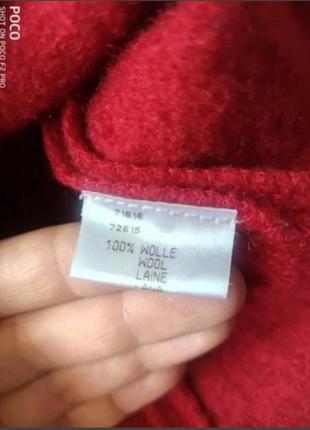 POCO
SHOT ON POCO F2 PRO
71616
72615
100% WOLLE
WOOL
LAINE